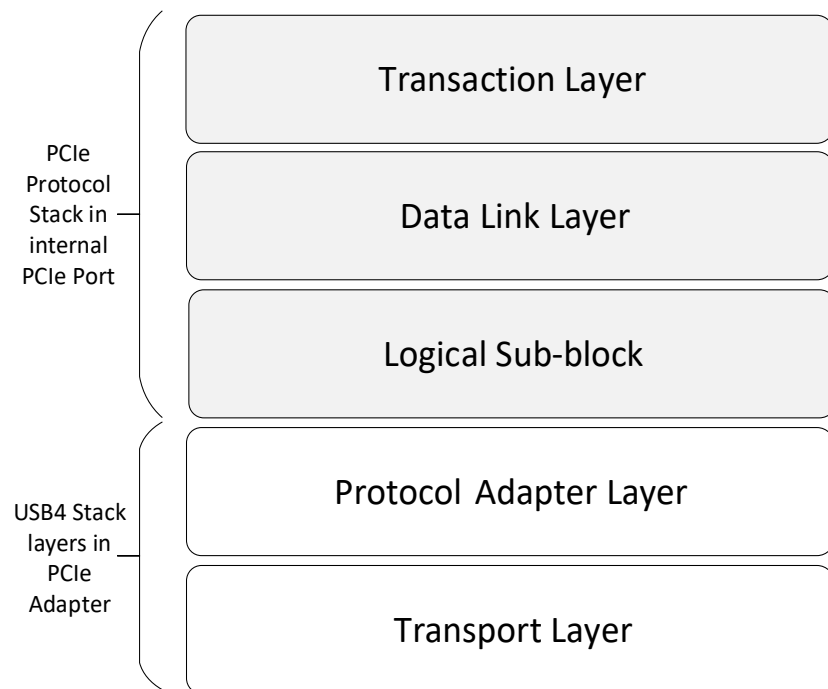 Transaction Layer
PCIe
Protocol
Stack in
internal
PCIe Port
Data Link Layer
Logical Sub-block
Protocol Adapter Layer
USB4 Stack
layers in
PCIe
Adapter
Transport Layer